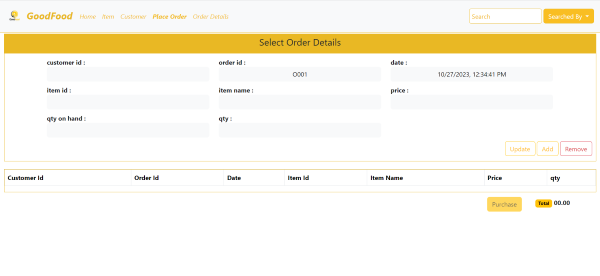 GoodFood Home Item Customer Place Order Order Details Search Searched By
Select Order Details
customer id : order id : date :
O001 10/27/2023, 12:34:41 PM
item id : item name : price :
qty on hand : qty :
Update Add Remove
Customer Id Order Id Date Item Id Item Name Price qty
Purchase Total 00.00